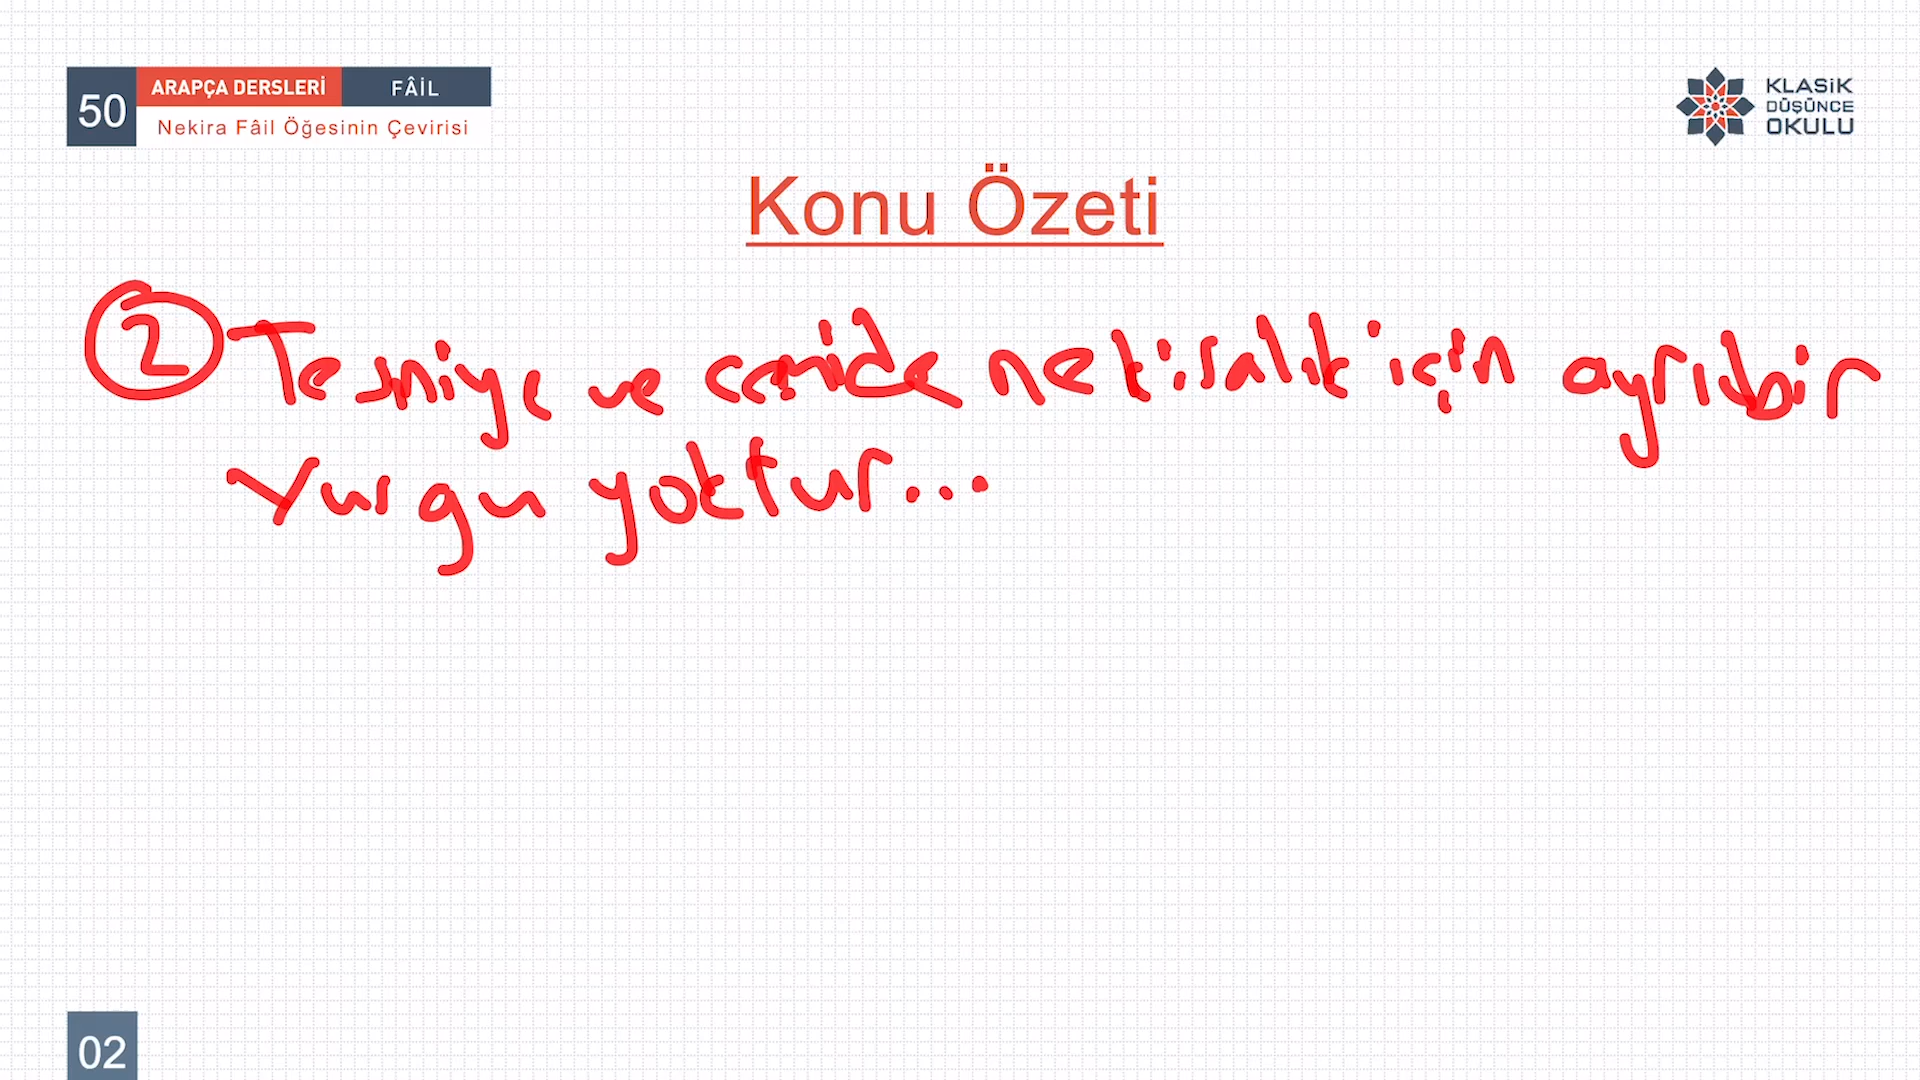 50
ARAPÇA DERSLERİ
FÂİL
Nekira Fâil Öğesinin Çevirisi
KLASİK
DÜŞÜNCE
OKULU
Konu Özeti
2 Tesniye ve cemide nekiralık için ayrı bir
vurgu yoktur...
02